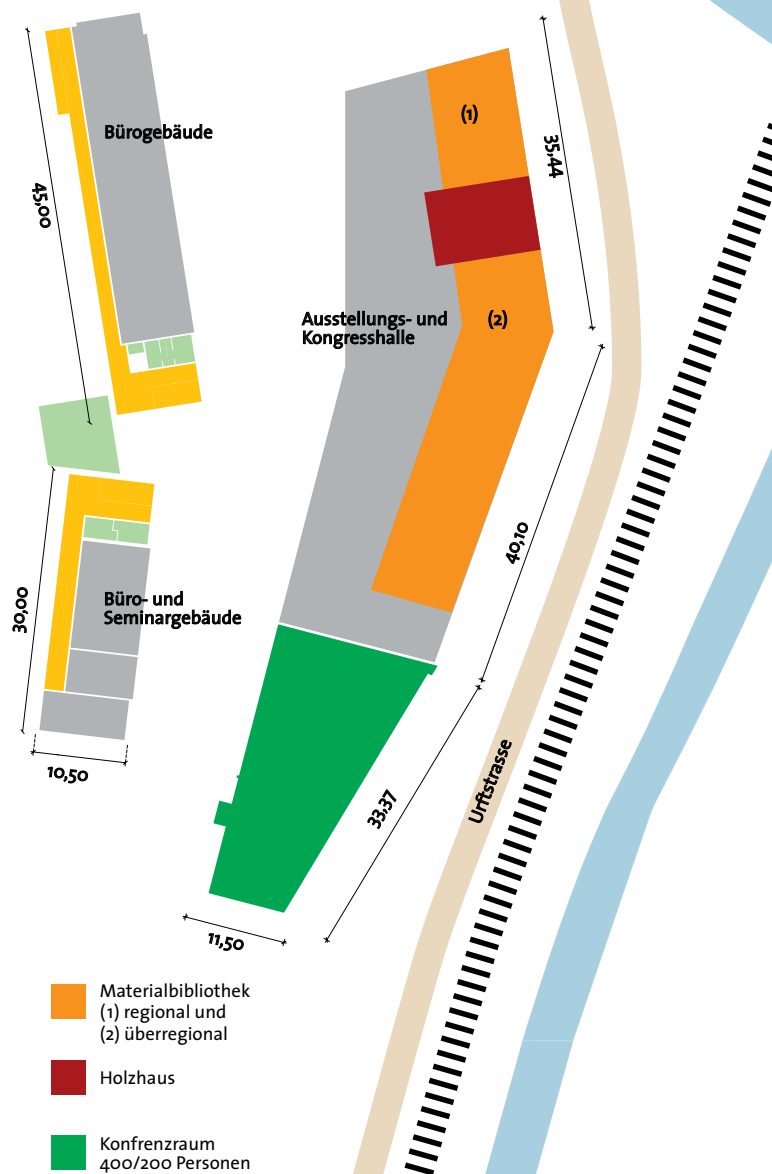 Bürogebäude
45,00
(1)
35,44
Ausstellungs- und
Kongresshalle
(2)
40,10
Büro- und
Seminargebäude
30,00
10,50
33,37
Urftstrasse
11,50
Materialbibliothek
(1) regional und
(2) überregional
Holzhaus
Konfrenzraum
400/200 Personen